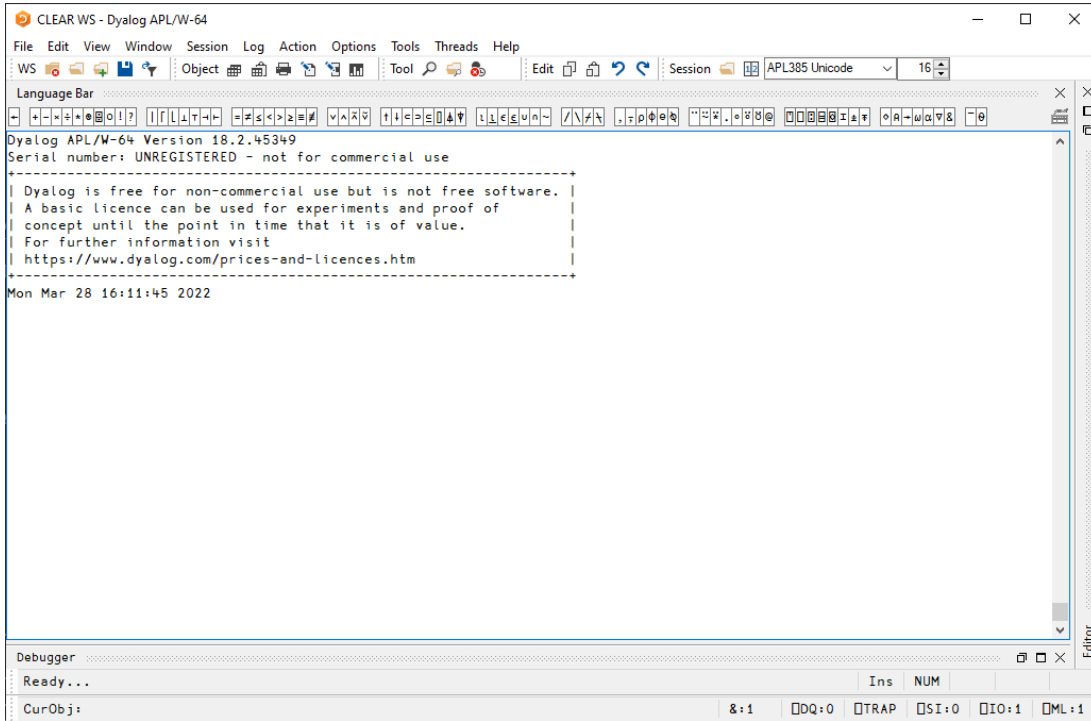 CLEAR WS - Dyalog APL/W-64
File Edit View Window Session Log Action Options Tools Threads Help
WS Object Tool Edit Session APL385 Unicode 16
Language Bar
← + - × ÷ * ⍟ ⌹ ○ ! ? | ⌈ ⌊ ⊥ ⊤ ⊣ ⊢ = ≠ ≤ < > ≥ ≡ ≢ ∨ ∧ ⍲ ⍱ ↑ ↓ ⊂ ⊃ ⊆ ⌷ ⍋ ⍒ ⍳ ⍸ ∊ ⍷ ∪ ∩ ~ / \ ⌿ ⍀ , ⍪ ⍴ ⌽ ⊖ ⍉ ¨ ⍨ ⍣ . ∘ ⍤ ⍥ @ ⍞ ⎕ ⍠ ⌸ ⌺ ⌶ ⍎ ⍕ ⋄ ⍝ → ⍵ ⍺ ∇ & ¯ ⍬
Dyalog APL/W-64 Version 18.2.45349
Serial number: UNREGISTERED - not for commercial use
+---------------------------------------------------------------+
| Dyalog is free for non-commercial use but is not free software. |
| A basic licence can be used for experiments and proof of |
| concept until the point in time that it is of value. |
| For further information visit |
| https://www.dyalog.com/prices-and-licences.htm |
+---------------------------------------------------------------+
Mon Mar 28 16:11:45 2022
Editor
Debugger
Ready... Ins NUM
CurObj: &:1 ⎕DQ:0 ⎕TRAP ⎕SI:0 ⎕IO:1 ⎕ML:1